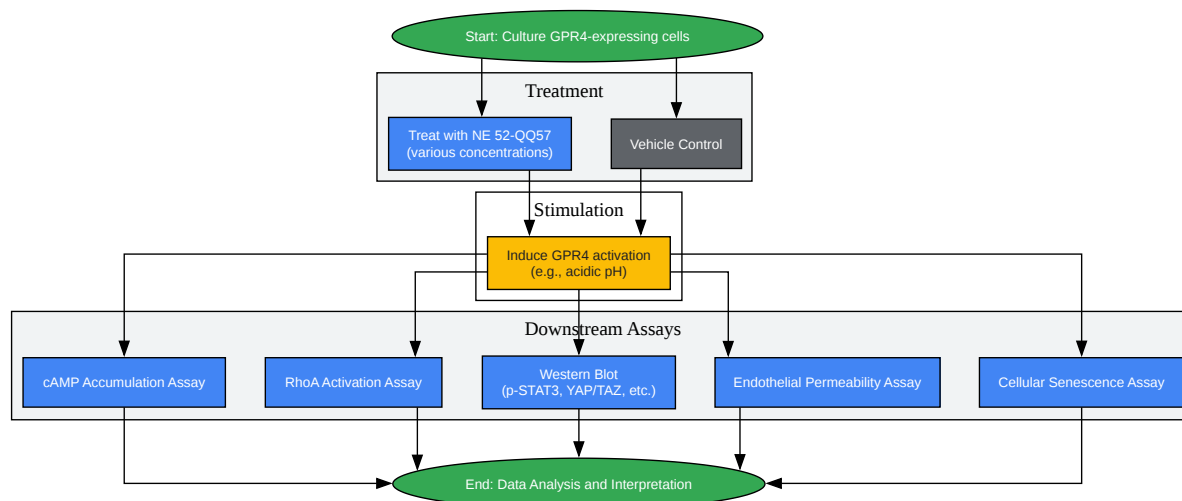 Start: Culture GPR4-expressing cells
Treatment
Treat with NE 52-QQ57
(various concentrations)
Vehicle Control
Stimulation
Induce GPR4 activation
(e.g., acidic pH)
Downstream Assays
cAMP Accumulation Assay
RhoA Activation Assay
Western Blot
(p-STAT3, YAP/TAZ, etc.)
Endothelial Permeability Assay
Cellular Senescence Assay
End: Data Analysis and Interpretation